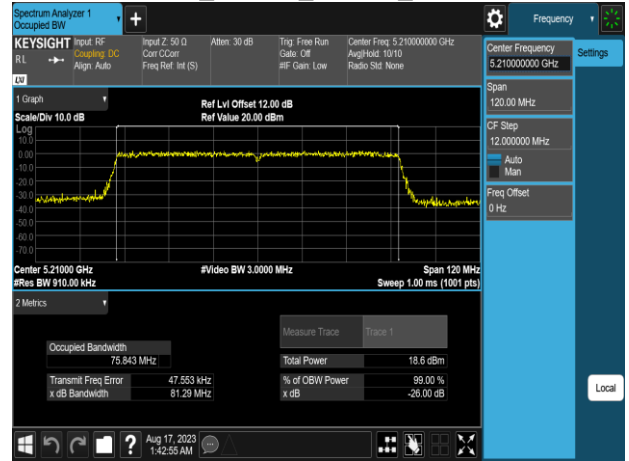 Spectrum Analyzer 1
Occupied BW
Frequency
KEYSIGHT
RL
LXI
Input: RF
Coupling: DC
Align: Auto
Input Z: 50 Ω
Corr CCorr
Freq Ref: Int (S)
Atten: 30 dB
Trig: Free Run
Gate: Off
#IF Gain: Low
Center Freq: 5.210000000 GHz
Avg|Hold: 10/10
Radio Std: None
Center Frequency
5.210000000 GHz
Settings
Span
120.00 MHz
CF Step
12.000000 MHz
Auto
Man
Freq Offset
0 Hz
Local
1 Graph
Scale/Div 10.0 dB
Ref Lvl Offset 12.00 dB
Ref Value 20.00 dBm
Log
10.0
0.00
-10.0
-20.0
-30.0
-40.0
-50.0
-60.0
-70.0
Center 5.21000 GHz
#Res BW 910.00 kHz
#Video BW 3.0000 MHz
Span 120 MHz
Sweep 1.00 ms (1001 pts)
2 Metrics
Measure Trace
Trace 1
Occupied Bandwidth
75.843 MHz
Total Power
18.6 dBm
Transmit Freq Error
47.553 kHz
% of OBW Power
99.00 %
x dB Bandwidth
81.29 MHz
x dB
-26.00 dB
?
Aug 17, 2023
1:42:55 AM